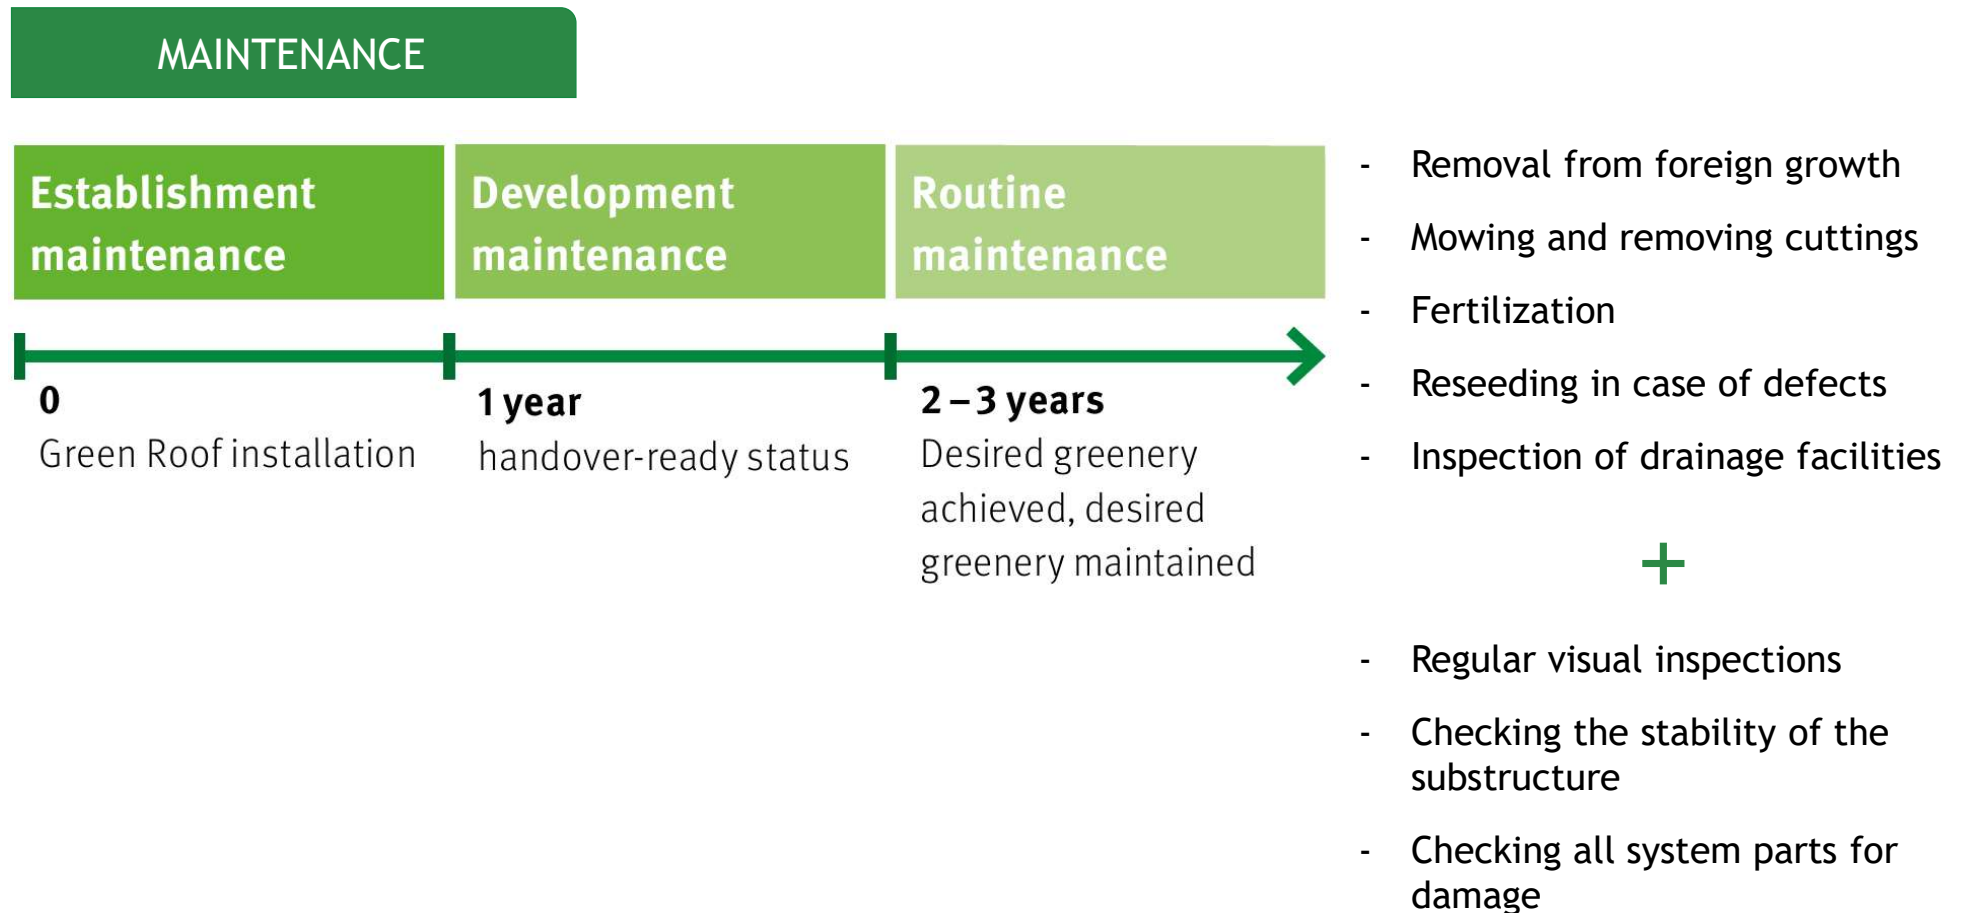 MAINTENANCE
Establishment
maintenance
Development
maintenance
Routine
maintenance
0
Green Roof installation
1 year
handover-ready status
2 – 3 years
Desired greenery
achieved, desired
greenery maintained
- Removal from foreign growth
- Mowing and removing cuttings
- Fertilization
- Reseeding in case of defects
- Inspection of drainage facilities
+
- Regular visual inspections
- Checking the stability of the
substructure
- Checking all system parts for
damage